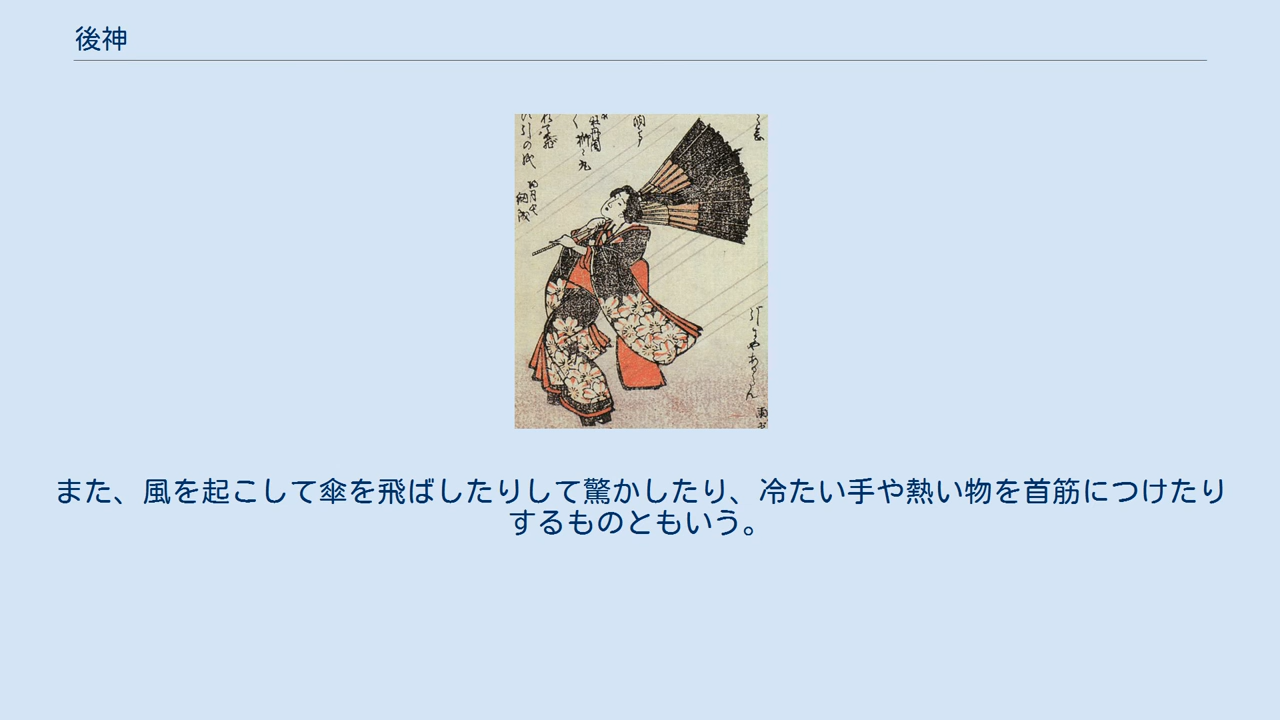 後神
また、風を起こして傘を飛ばしたりして驚かしたり、冷たい手や熱い物を首筋につけたり
するものともいう。